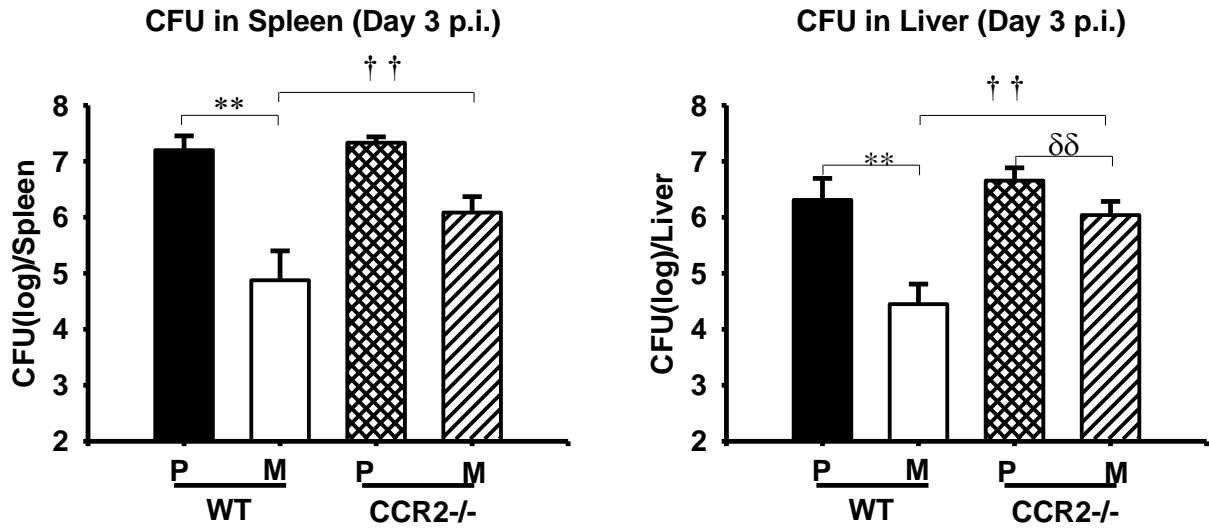 CFU in Spleen (Day 3 p.i.)
† †
**
CFU(log)/Spleen
8
7
6
5
4
3
2
P M P M
WT CCR2-/-
CFU in Liver (Day 3 p.i.)
† †
** δδ
CFU(log)/Liver
8
7
6
5
4
3
2
P M P M
WT CCR2-/-